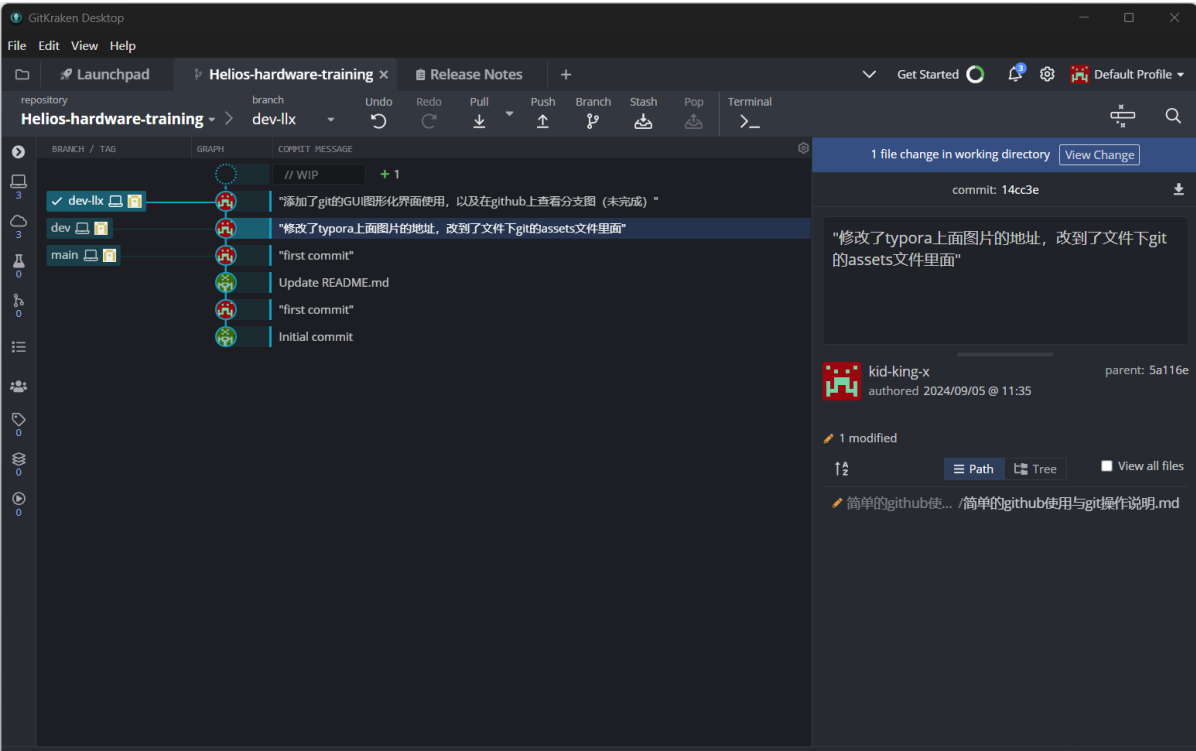 GitKraken Desktop
File Edit View Help
Launchpad
Helios-hardware-training
Release Notes
Get Started
3
Default Profile
repository
Helios-hardware-training
branch
dev-llx
Undo
Redo
Pull
Push
Branch
Stash
Pop
Terminal
BRANCH / TAG
GRAPH
COMMIT MESSAGE
3
3
0
0
0
0
0
// WIP
+ 1
dev-llx
"添加了git的GUI图形化界面使用，以及在github上查看分支图（未完成）"
dev
"修改了typora上面图片的地址，改到了文件下git的assets文件里面"
main
"first commit"
Update README.md
"first commit"
Initial commit
1 file change in working directory
View Change
commit: 14cc3e
"修改了typora上面图片的地址，改到了文件下git
的assets文件里面"
kid-king-x
parent: 5a116e
authored 2024/09/05 @ 11:35
1 modified
A
Z
Path
Tree
View all files
简单的github使... /简单的github使用与git操作说明.md